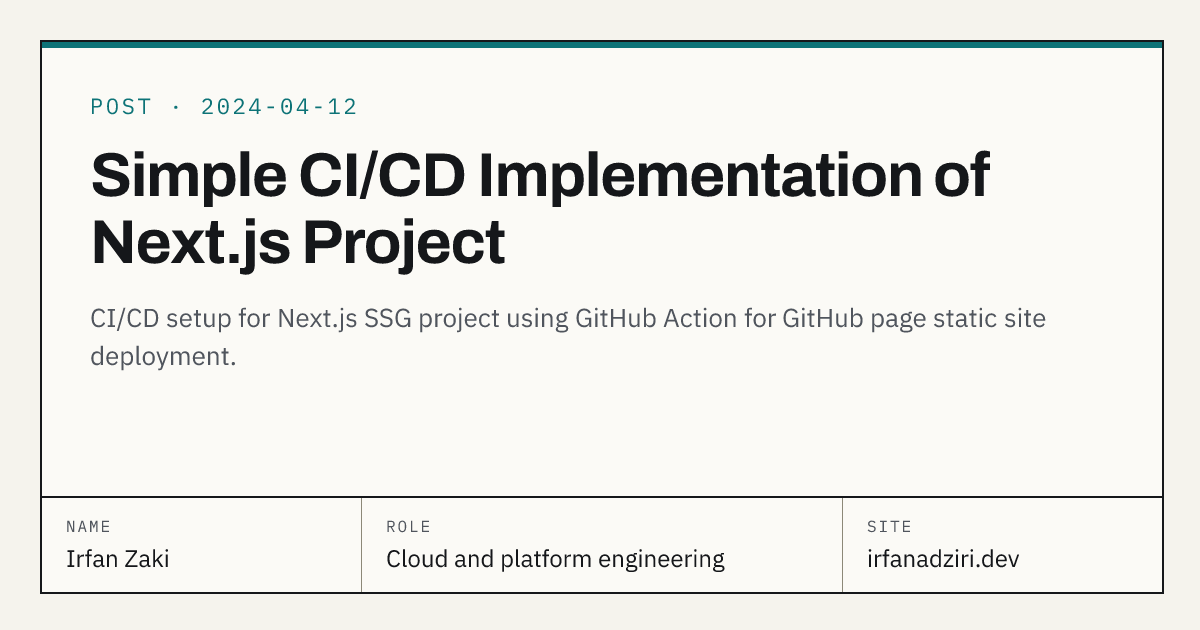 POST · 2024-04-12
Simple CI/CD Implementation of
Next.js Project
CI/CD setup for Next.js SSG project using GitHub Action for GitHub page static site
deployment.
NAME
Irfan Zaki
ROLE
Cloud and platform engineering
SITE
irfanadziri.dev